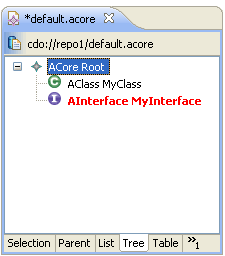 *default.acore
cdo://repo1/default.acore
ACore Root
C AClass MyClass
I AInterface MyInterface
Selection Parent List Tree Table »1